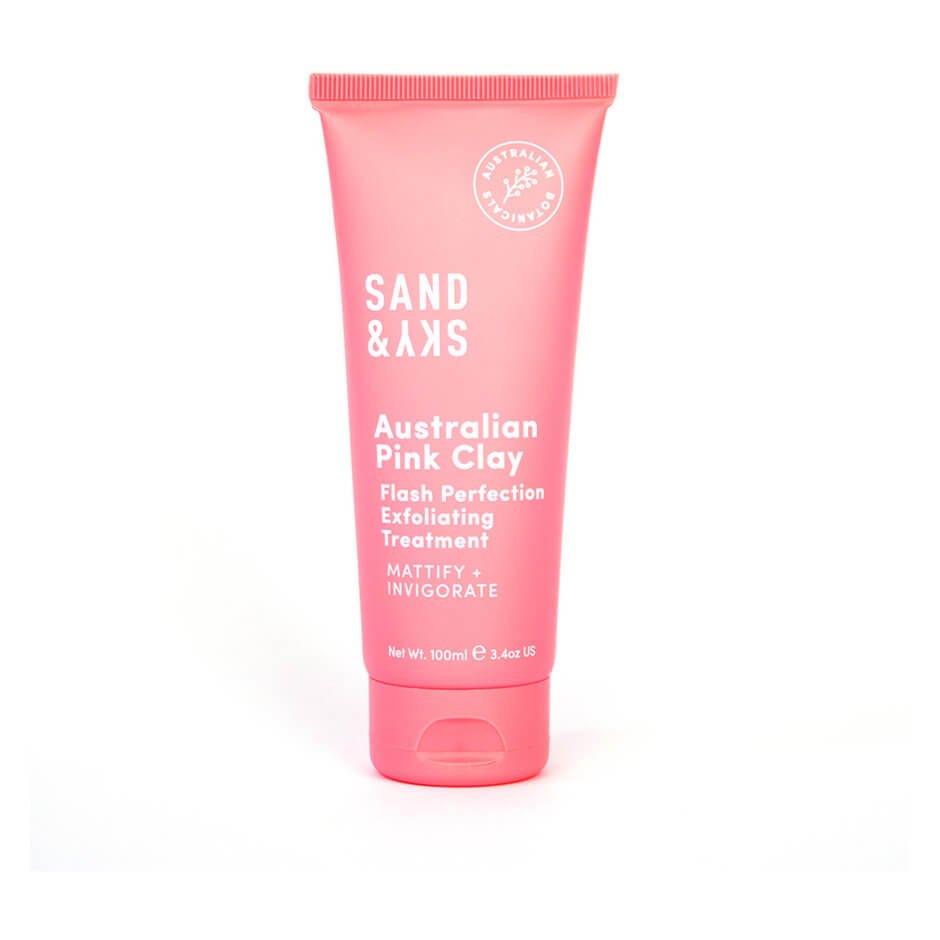 AUSTRALIAN BOTANICALS
SAND
& SKY
Australian
Pink Clay
Flash Perfection
Exfoliating
Treatment
MATTIFY +
INVIGORATE
Net Wt. 100ml ℮ 3.4oz US